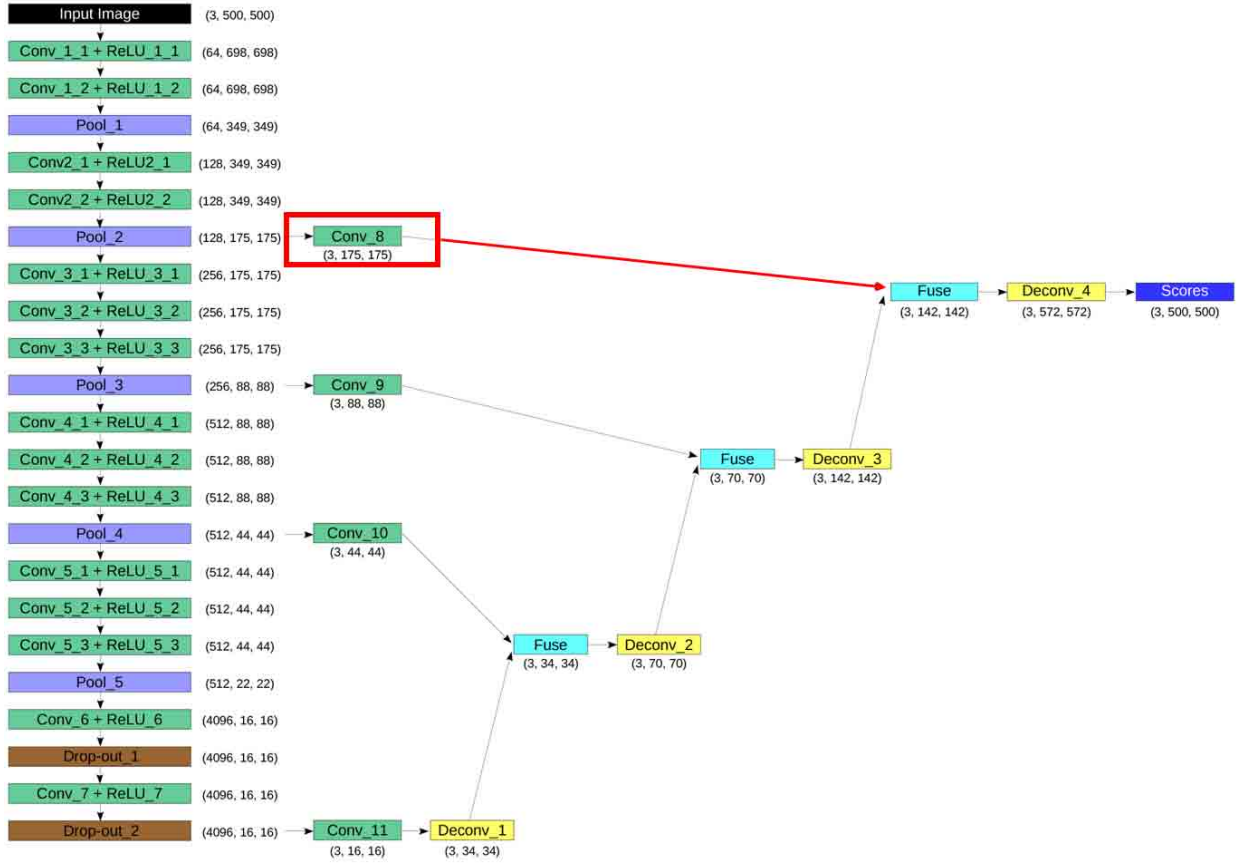 Input Image (3, 500, 500)
Conv_1_1 + ReLU_1_1 (64, 698, 698)
Conv_1_2 + ReLU_1_2 (64, 698, 698)
Pool_1 (64, 349, 349)
Conv2_1 + ReLU2_1 (128, 349, 349)
Conv2_2 + ReLU2_2 (128, 349, 349)
Pool_2 (128, 175, 175) Conv_8
(3, 175, 175)
Conv_3_1 + ReLU_3_1 (256, 175, 175)
Fuse Deconv_4 Scores
(3, 142, 142) (3, 572, 572) (3, 500, 500)
Conv_3_2 + ReLU_3_2 (256, 175, 175)
Conv_3_3 + ReLU_3_3 (256, 175, 175)
Pool_3 (256, 88, 88) Conv_9
(3, 88, 88)
Conv_4_1 + ReLU_4_1 (512, 88, 88)
Conv_4_2 + ReLU_4_2 (512, 88, 88)
Fuse Deconv_3
(3, 70, 70) (3, 142, 142)
Conv_4_3 + ReLU_4_3 (512, 88, 88)
Pool_4 (512, 44, 44) Conv_10
(3, 44, 44)
Conv_5_1 + ReLU_5_1 (512, 44, 44)
Conv_5_2 + ReLU_5_2 (512, 44, 44)
Conv_5_3 + ReLU_5_3 (512, 44, 44) Fuse Deconv_2
(3, 34, 34) (3, 70, 70)
Pool_5 (512, 22, 22)
Conv_6 + ReLU_6 (4096, 16, 16)
Drop-out_1 (4096, 16, 16)
Conv_7 + ReLU_7 (4096, 16, 16)
Drop-out_2 (4096, 16, 16) Conv_11 Deconv_1
(3, 16, 16) (3, 34, 34)